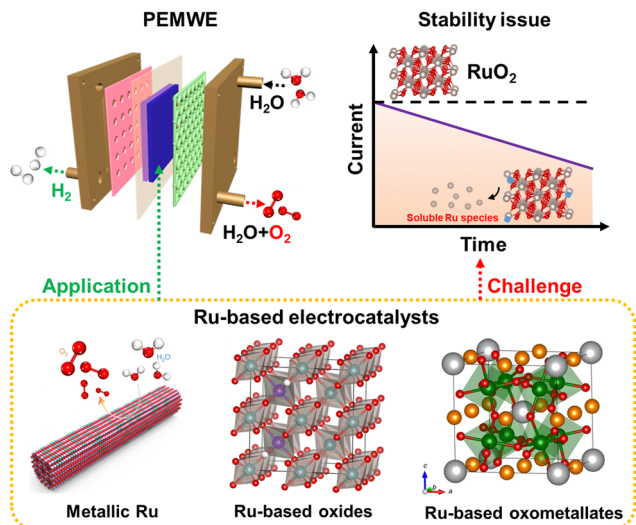 PEMWE
H₂O
H₂
H₂O+O₂
Stability issue
RuO₂
Current
Soluble Ru species
Time
Application
Challenge
Ru-based electrocatalysts
O₂
H₂O
Metallic Ru
Ru-based oxides
c
b
a
Ru-based oxometallates